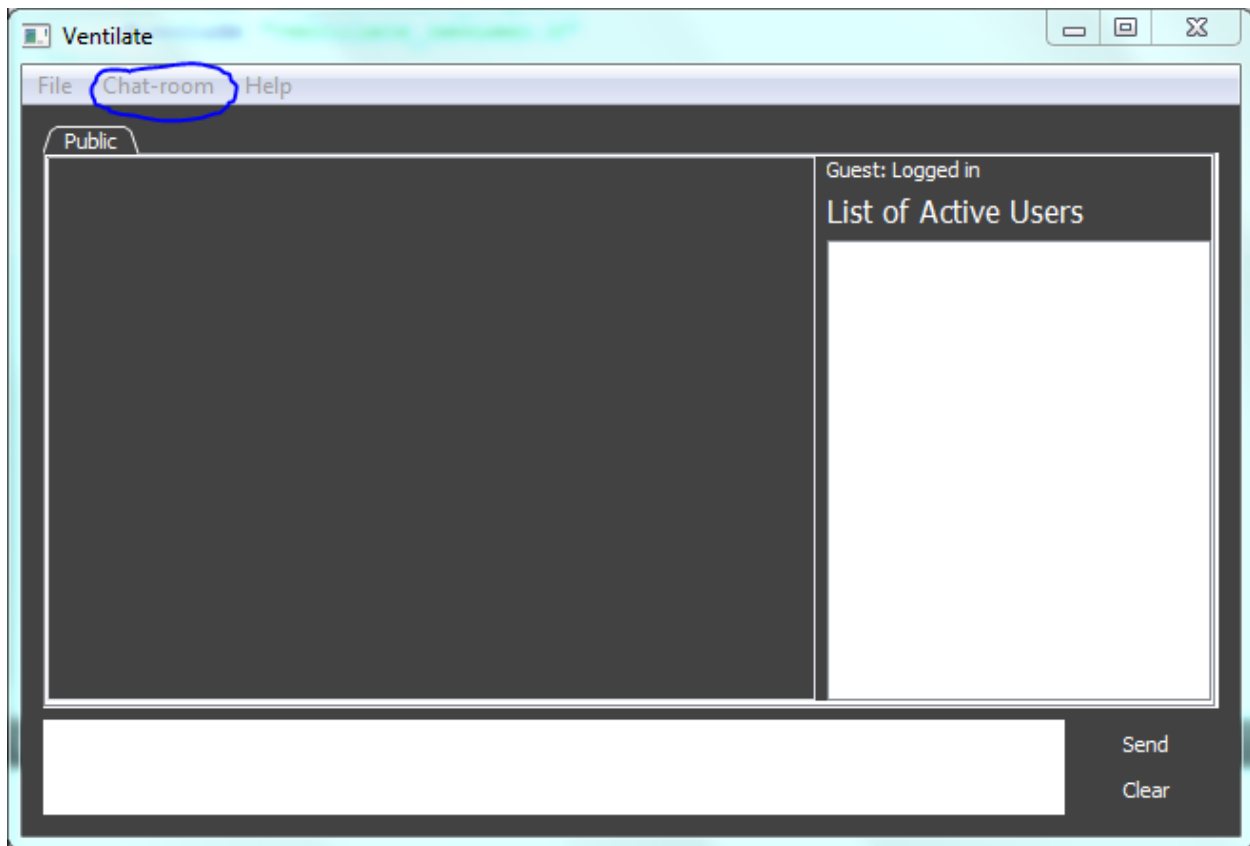 Ventilate
File Chat-room Help
Public
Guest: Logged in
List of Active Users
Send
Clear